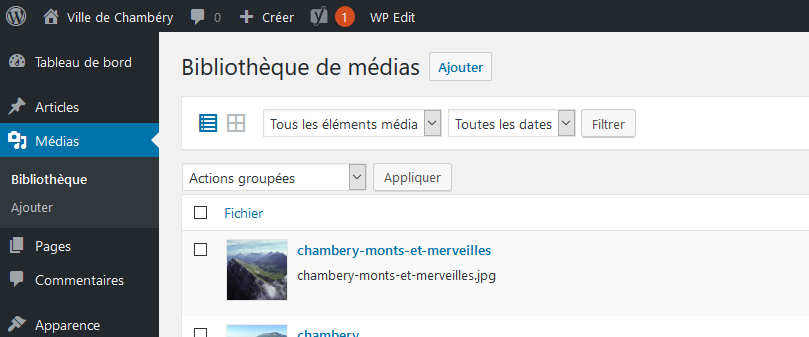 Ville de Chambéry 0 + Créer 1 WP Edit
Tableau de bord
Articles
Médias
Bibliothèque
Ajouter
Pages
Commentaires
Apparence
Bibliothèque de médias Ajouter
Tous les éléments média Toutes les dates Filtrer
Actions groupées Appliquer
Fichier
chambery-monts-et-merveilles
chambery-monts-et-merveilles.jpg
chambery